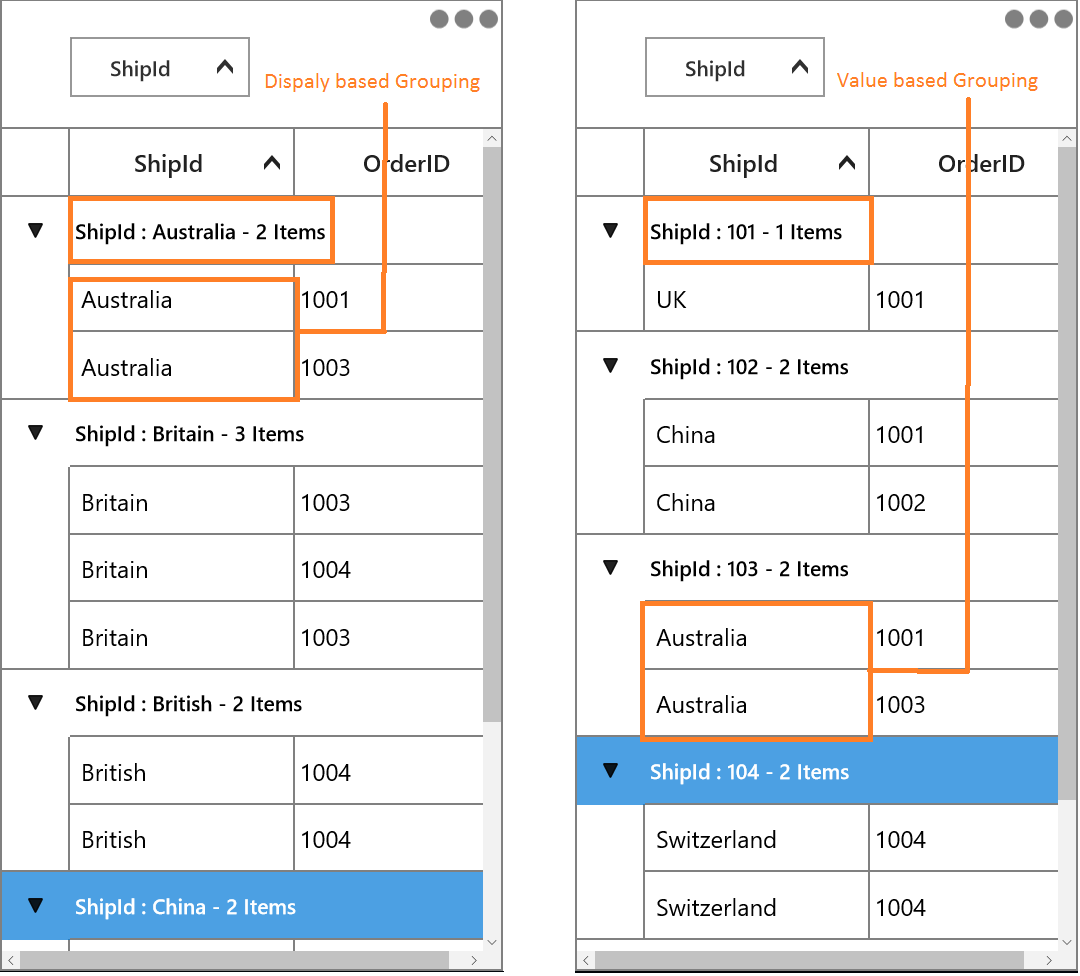 ShipId
Dispaly based Grouping
ShipId OrderID
ShipId : Australia - 2 Items
Australia 1001
Australia 1003
ShipId : Britain - 3 Items
Britain 1003
Britain 1004
Britain 1003
ShipId : British - 2 Items
British 1004
British 1004
ShipId : China - 2 Items
ShipId
Value based Grouping
ShipId OrderID
ShipId : 101 - 1 Items
UK 1001
ShipId : 102 - 2 Items
China 1001
China 1002
ShipId : 103 - 2 Items
Australia 1001
Australia 1003
ShipId : 104 - 2 Items
Switzerland 1004
Switzerland 1004